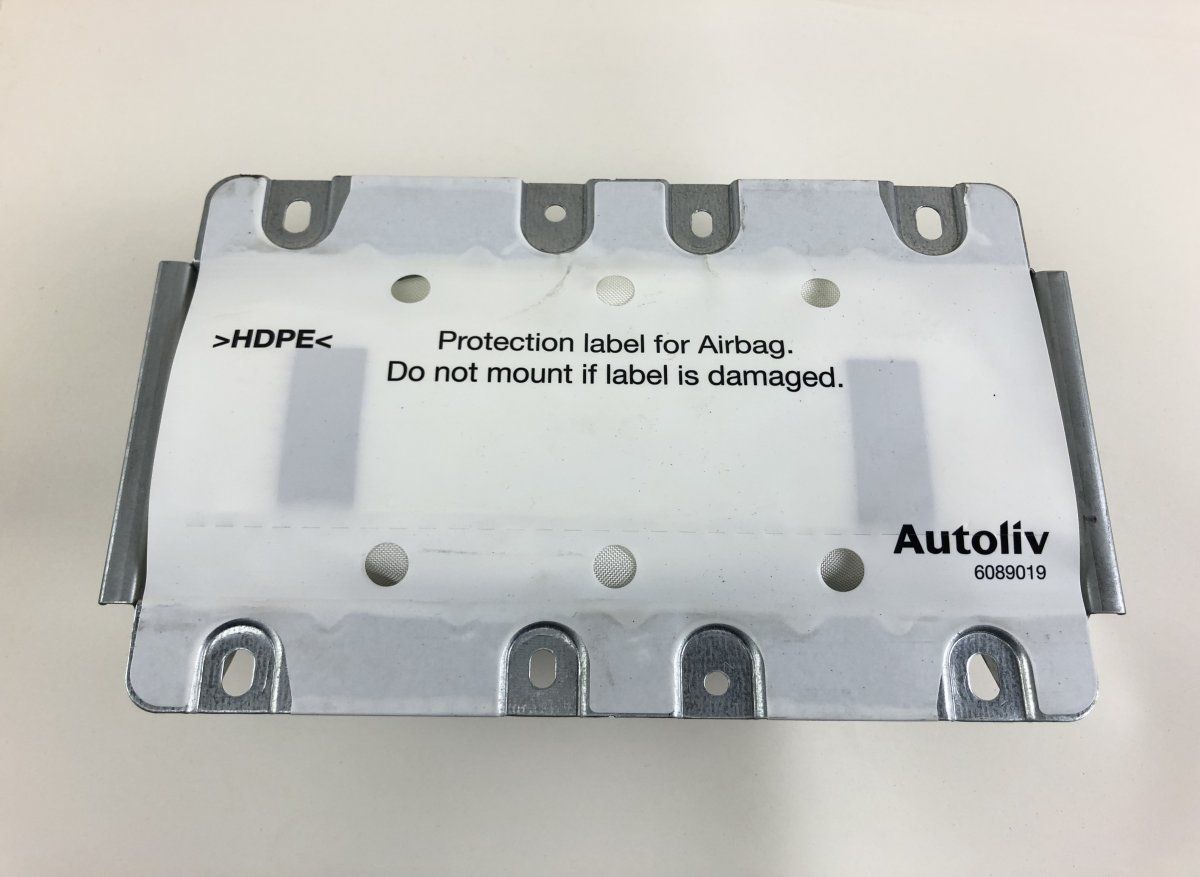 >HDPE<
Protection label for Airbag.
Do not mount if label is damaged.
Autoliv
6089019